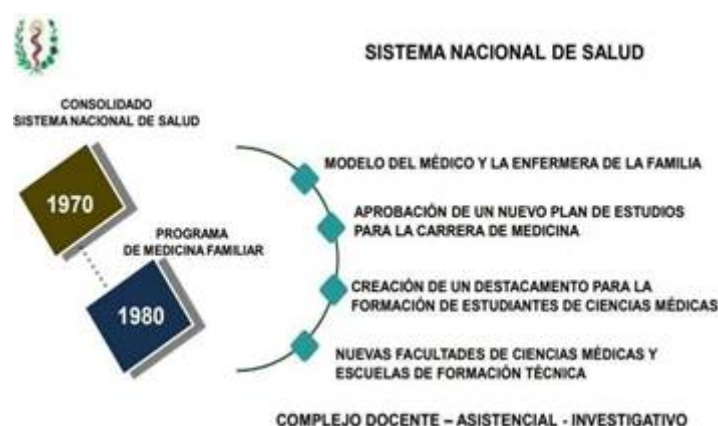 SISTEMA NACIONAL DE SALUD
CONSOLIDADO
SISTEMA NACIONAL DE SALUD
1970
PROGRAMA
DE MEDICINA FAMILIAR
1980
MODELO DEL MÉDICO Y LA ENFERMERA DE LA FAMILIA
APROBACIÓN DE UN NUEVO PLAN DE ESTUDIOS
PARA LA CARRERA DE MEDICINA
CREACIÓN DE UN DESTACAMENTO PARA LA
FORMACIÓN DE ESTUDIANTES DE CIENCIAS MÉDICAS
NUEVAS FACULTADES DE CIENCIAS MÉDICAS Y
ESCUELAS DE FORMACIÓN TÉCNICA
COMPLEJO DOCENTE – ASISTENCIAL - INVESTIGATIVO